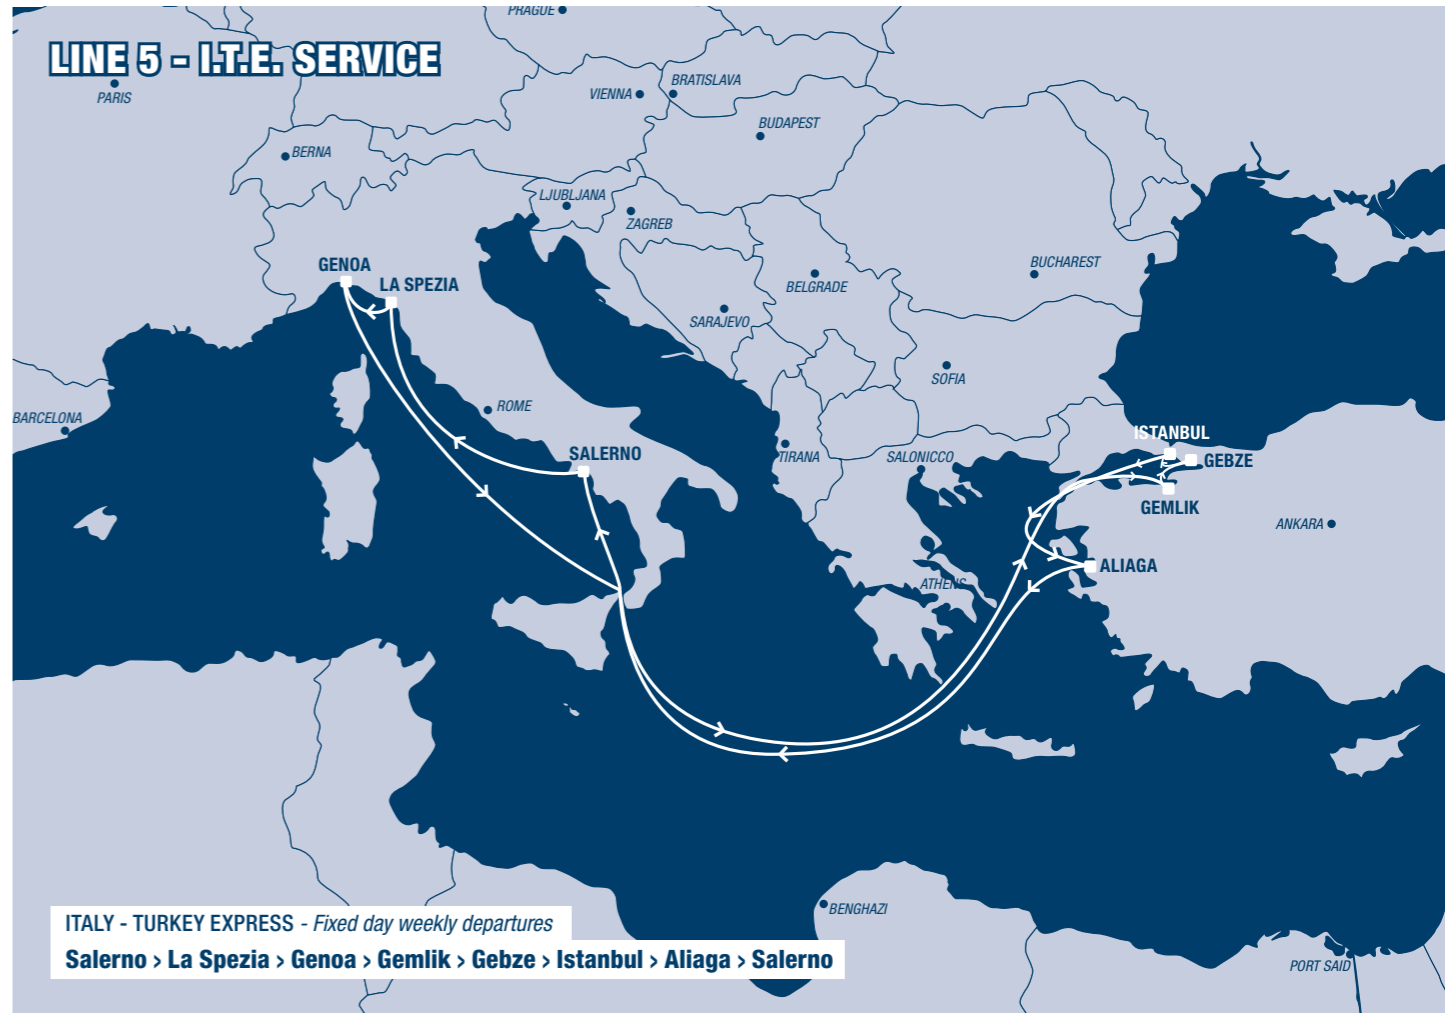 PRAGUE
LINE 5 - I.T.E. SERVICE
PARIS
VIENNA
BRATISLAVA
BUDAPEST
BERNA
LJUBLJANA
ZAGREB
GENOA
LA SPEZIA
BELGRADE
BUCHAREST
SARAJEVO
SOFIA
BARCELONA
ROME
SALERNO
TIRANA
SALONICCO
ISTANBUL
GEBZE
GEMLIK
ANKARA
ALIAGA
ATHENS
BENGHAZI
PORT SAID
ITALY - TURKEY EXPRESS - Fixed day weekly departures
Salerno › La Spezia › Genoa › Gemlik › Gebze › Istanbul › Aliaga › Salerno